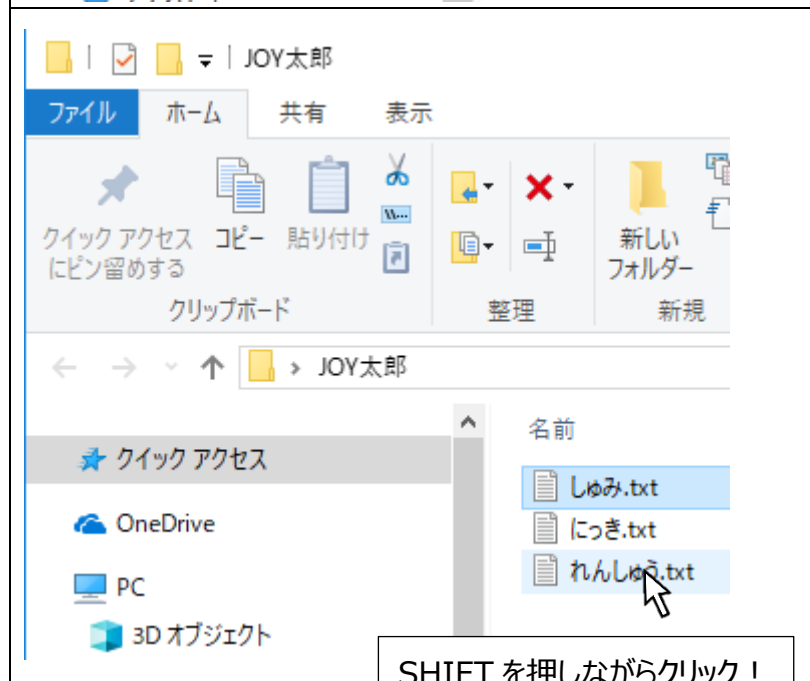 JOY太郎
ファイル ホーム 共有 表示
クイック アクセス
にピン留めする
コピー
貼り付け
新しい
フォルダー
クリップボード 整理 新規
JOY太郎
クイック アクセス
OneDrive
PC
3D オブジェクト
名前
しゅみ.txt
にっき.txt
れんしゅう.txt
SHIFT を押しながらクリック！